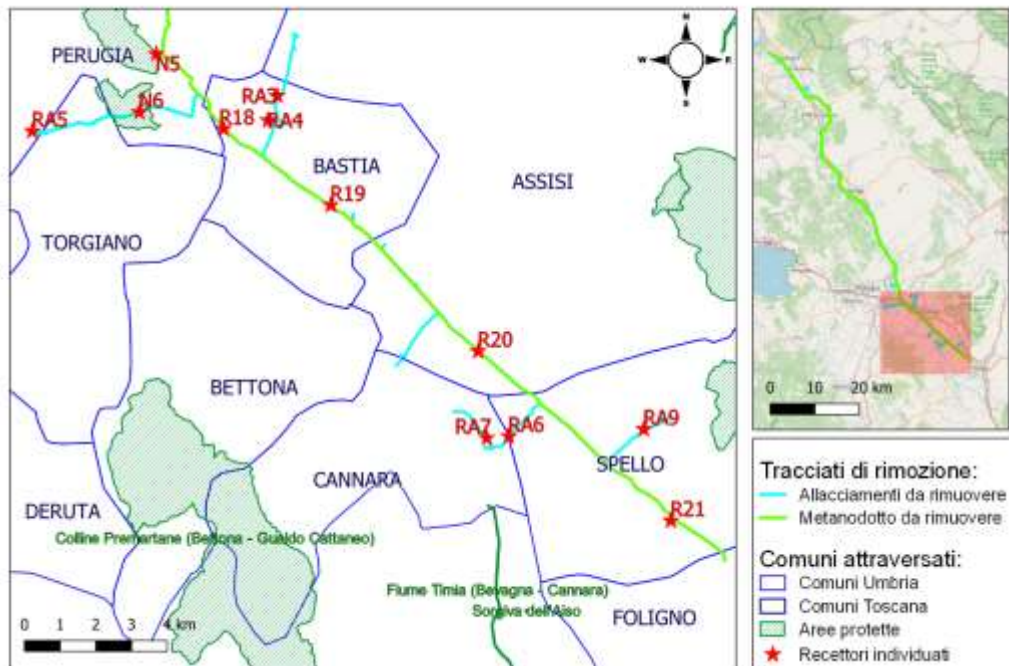 PERUGIA
N5
N
W
E
S
RA3
N6
RA5
R18
RA4
BASTIA
ASSISI
R19
TORGIANO
R20
BETTONA
RA7
RA6
RA9
SPELLO
CANNARA
R21
DERUTA
Colline Premartane (Bettona - Gualdo Cattaneo)
Fiume Timia (Bevagna - Cannara)
Sorgiva dell'Aiso
FOLIGNO
0 1 2 3 4 km
0 10 20 km
Tracciati di rimozione:
Allacciamenti da rimuovere
Metanodotto da rimuovere
Comuni attraversati:
Comuni Umbria
Comuni Toscana
Aree protette
Recettori individuati